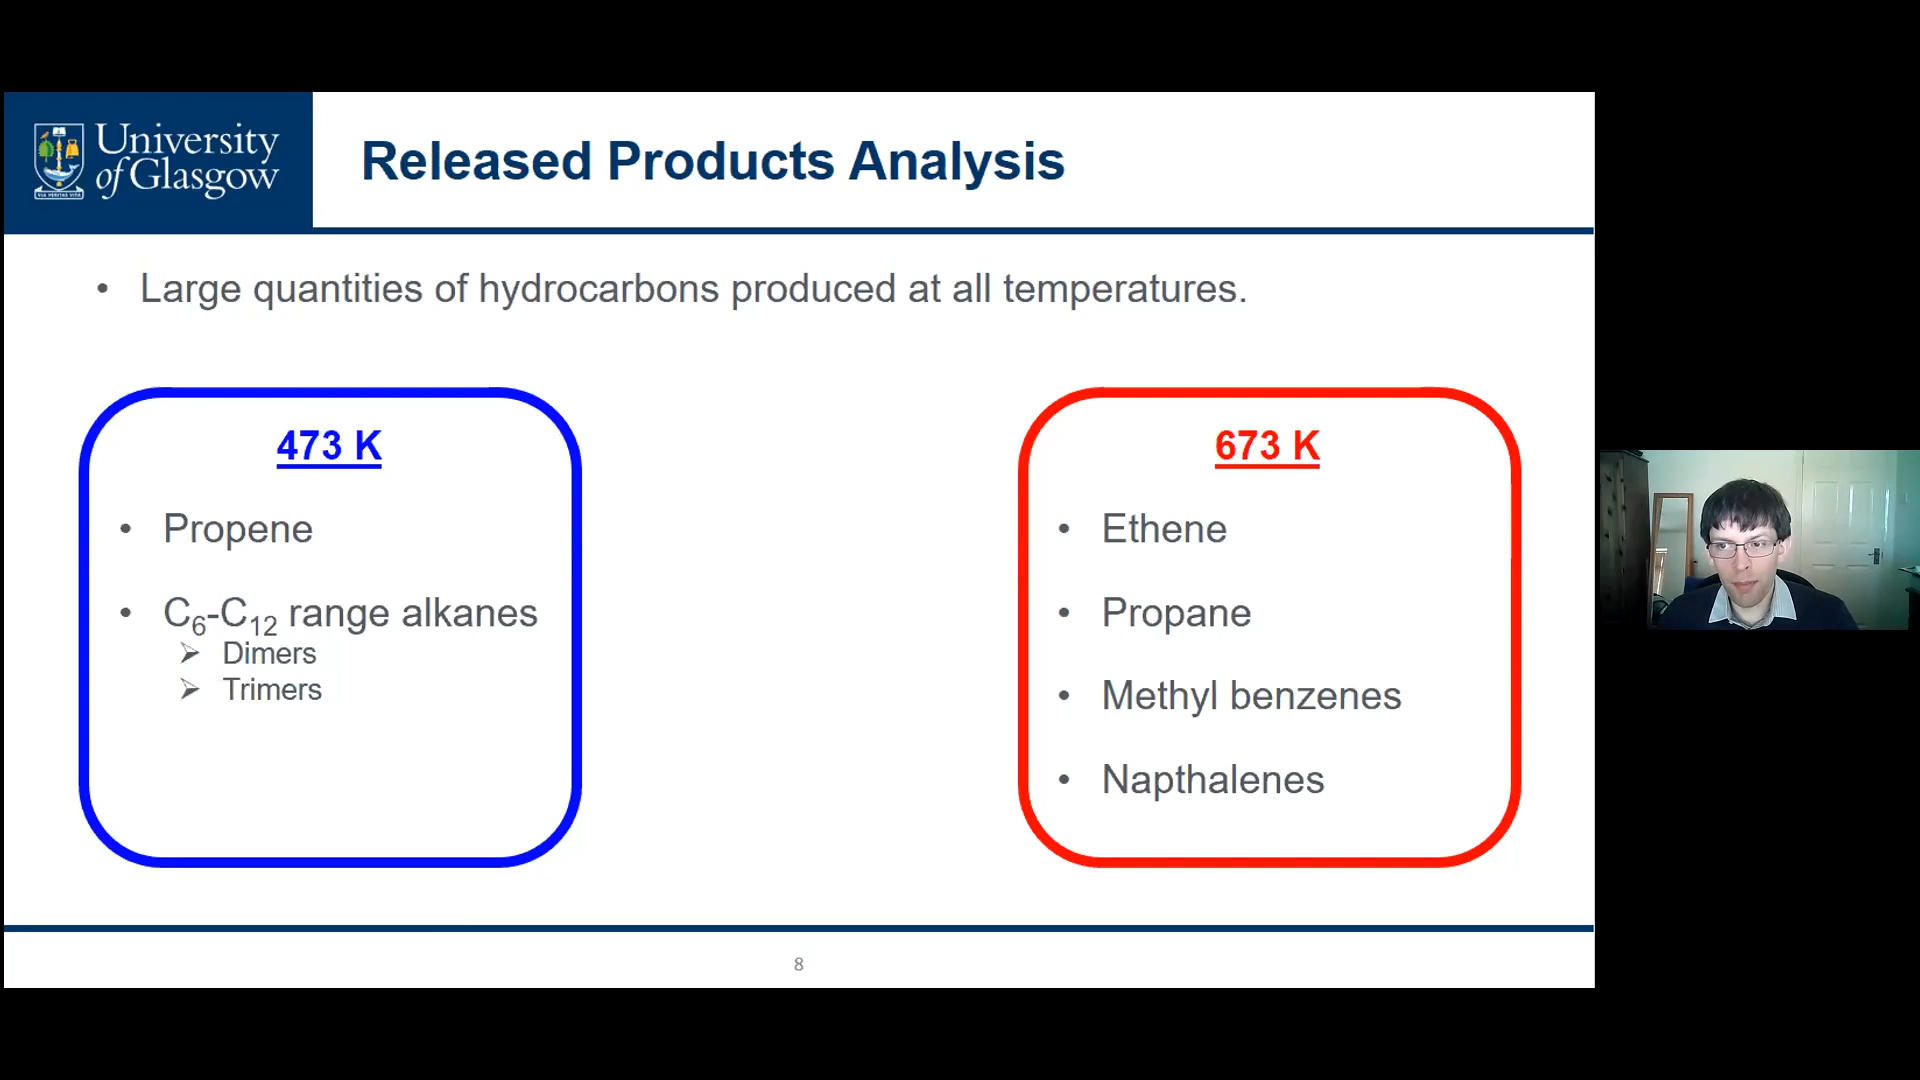 University
of Glasgow
Released Products Analysis
• Large quantities of hydrocarbons produced at all temperatures.
473 K
• Propene
• C6-C12 range alkanes
➢ Dimers
➢ Trimers
673 K
• Ethene
• Propane
• Methyl benzenes
• Napthalenes
8